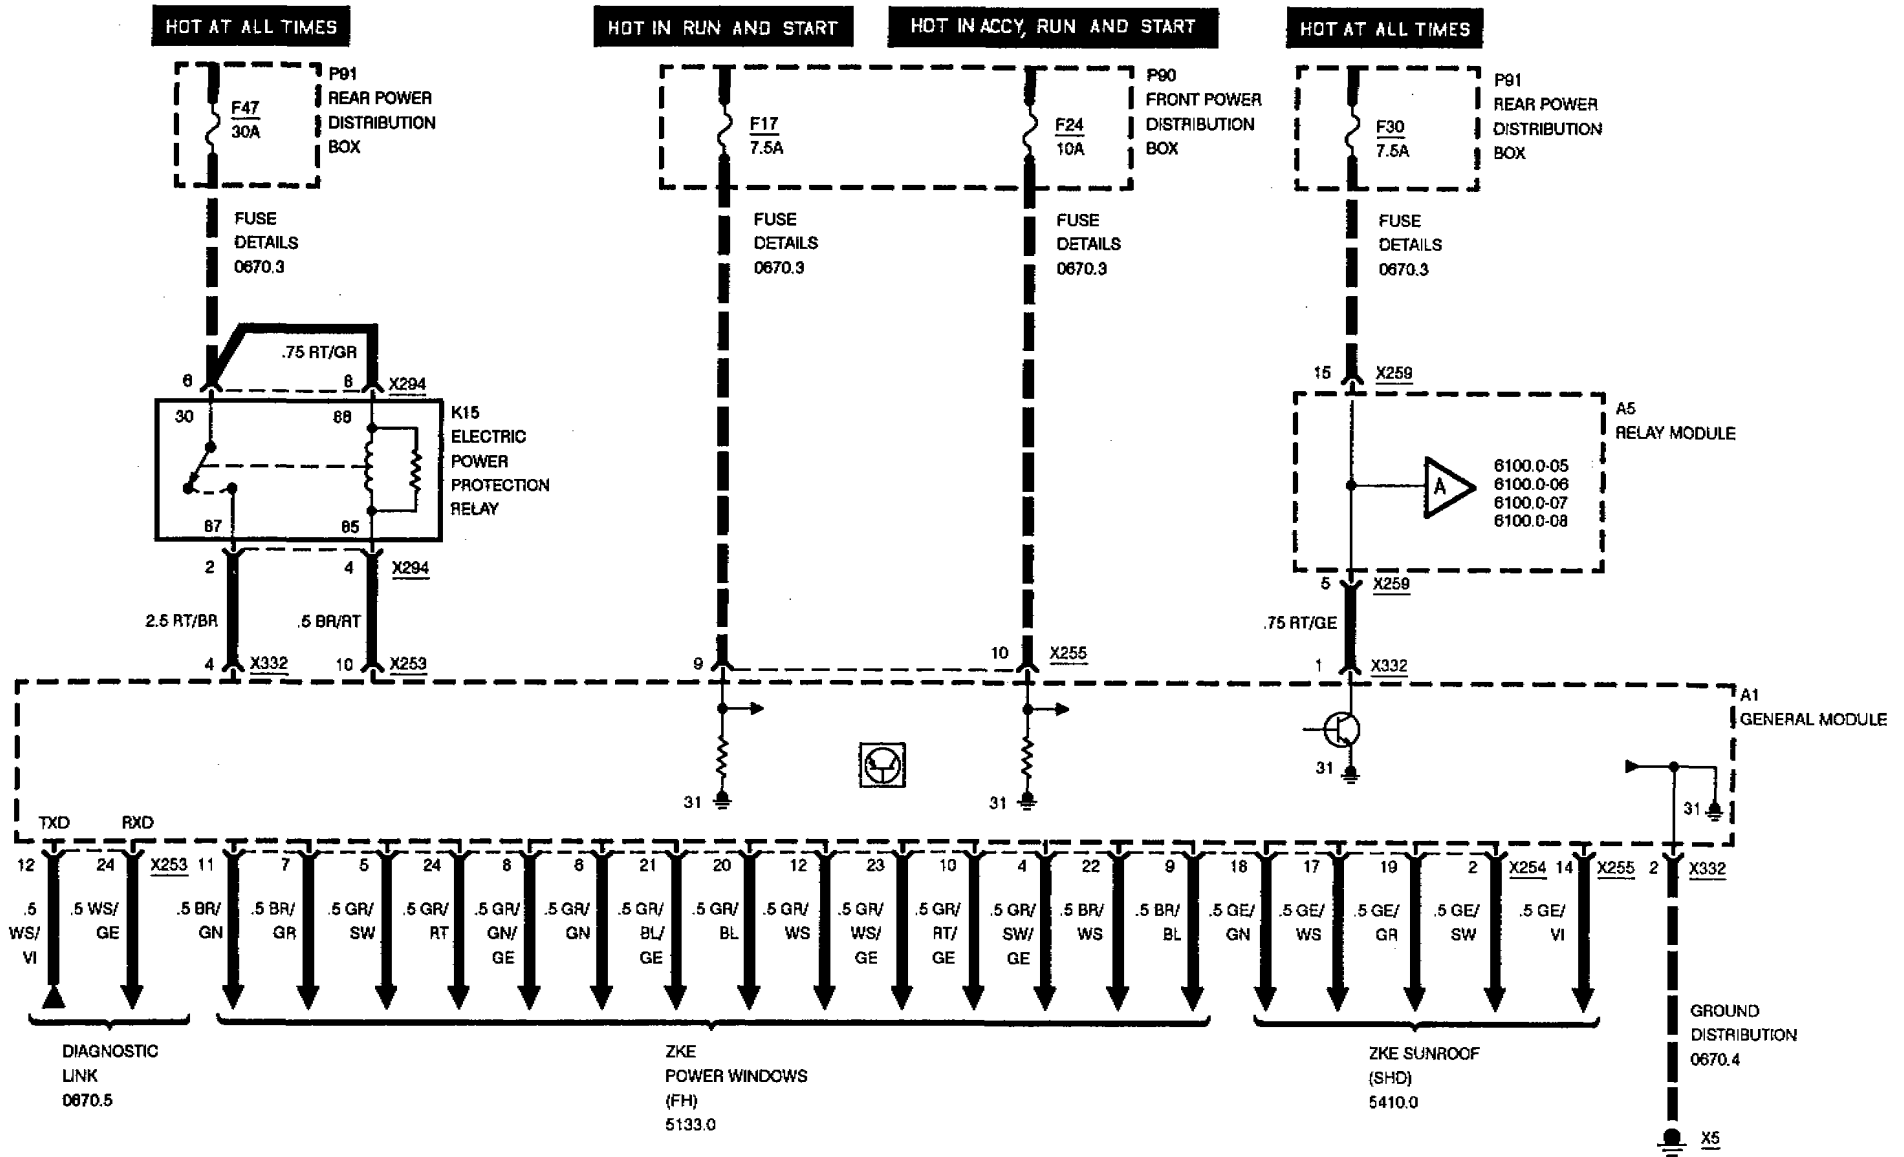 HOT AT ALL TIMES
HOT IN RUN AND START
HOT IN ACCY, RUN AND START
HOT AT ALL TIMES
F47
30A
P91
REAR POWER
DISTRIBUTION
BOX
F17
7.5A
F24
10A
P90
FRONT POWER
DISTRIBUTION
BOX
F30
7.5A
P91
REAR POWER
DISTRIBUTION
BOX
FUSE
DETAILS
0670.3
FUSE
DETAILS
0670.3
FUSE
DETAILS
0670.3
FUSE
DETAILS
0670.3
.75 RT/GR
6
8
X294
30
88
87
85
K15
ELECTRIC
POWER
PROTECTION
RELAY
2
4
X294
2.5 RT/BR
.5 BR/RT
4
X332
10
X253
9
10
X255
15
X259
A5
RELAY MODULE
A
6100.0-05
6100.0-06
6100.0-07
6100.0-08
5
X259
.75 RT/GE
1
X332
A1
GENERAL MODULE
31
31
31
31
TXD
RXD
12
24
X253
11
7
5
24
8
6
21
20
12
23
10
4
22
9
18
17
19
2
X254
14
X255
2
X332
.5
WS/
VI
.5 WS/
GE
.5 BR/
GN
.5 BR/
GR
.5 GR/
SW
.5 GR/
RT
.5 GR/
GN/
GE
.5 GR/
GN
.5 GR/
BL/
GE
.5 GR/
BL
.5 GR/
WS
.5 GR/
WS/
GE
.5 GR/
RT/
GE
.5 GR/
SW/
GE
.5 BR/
WS
.5 BR/
BL
.5 GE/
GN
.5 GE/
WS
.5 GE/
GR
.5 GE/
SW
.5 GE/
VI
DIAGNOSTIC
LINK
0670.5
ZKE
POWER WINDOWS
(FH)
5133.0
ZKE SUNROOF
(SHD)
5410.0
GROUND
DISTRIBUTION
0670.4
X5